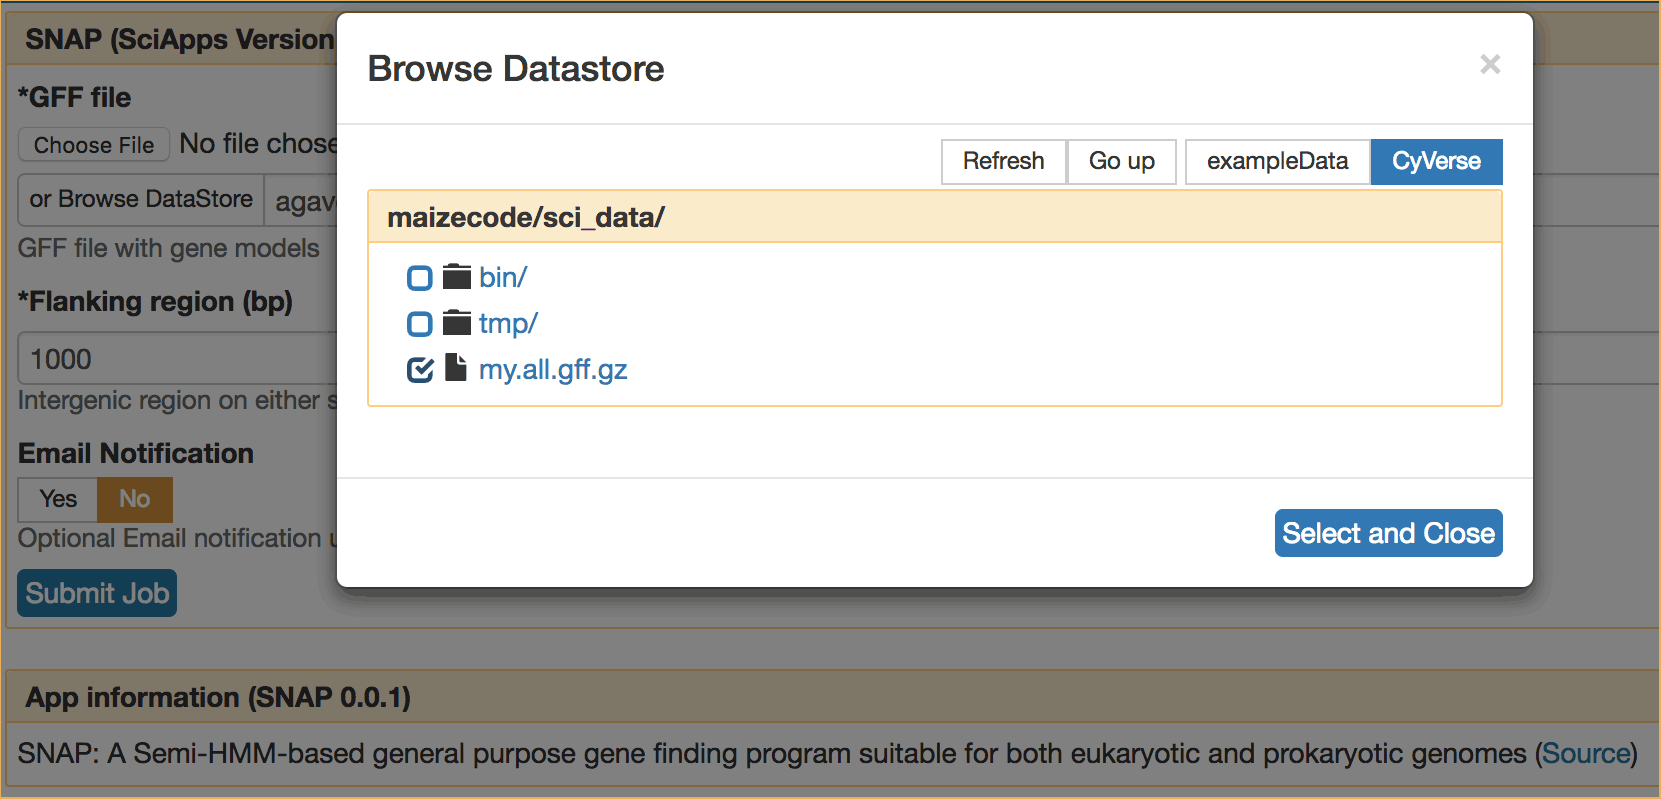 SNAP (SciApps Version
*GFF file
Choose File No file chose
or Browse DataStore agav
GFF file with gene models
*Flanking region (bp)
1000
Intergenic region on either s
Email Notification
Yes No
Optional Email notification u
Submit Job
Browse Datastore
×
Refresh Go up exampleData CyVerse
maizecode/sci_data/
bin/
tmp/
my.all.gff.gz
Select and Close
App information (SNAP 0.0.1)
SNAP: A Semi-HMM-based general purpose gene finding program suitable for both eukaryotic and prokaryotic genomes (Source)